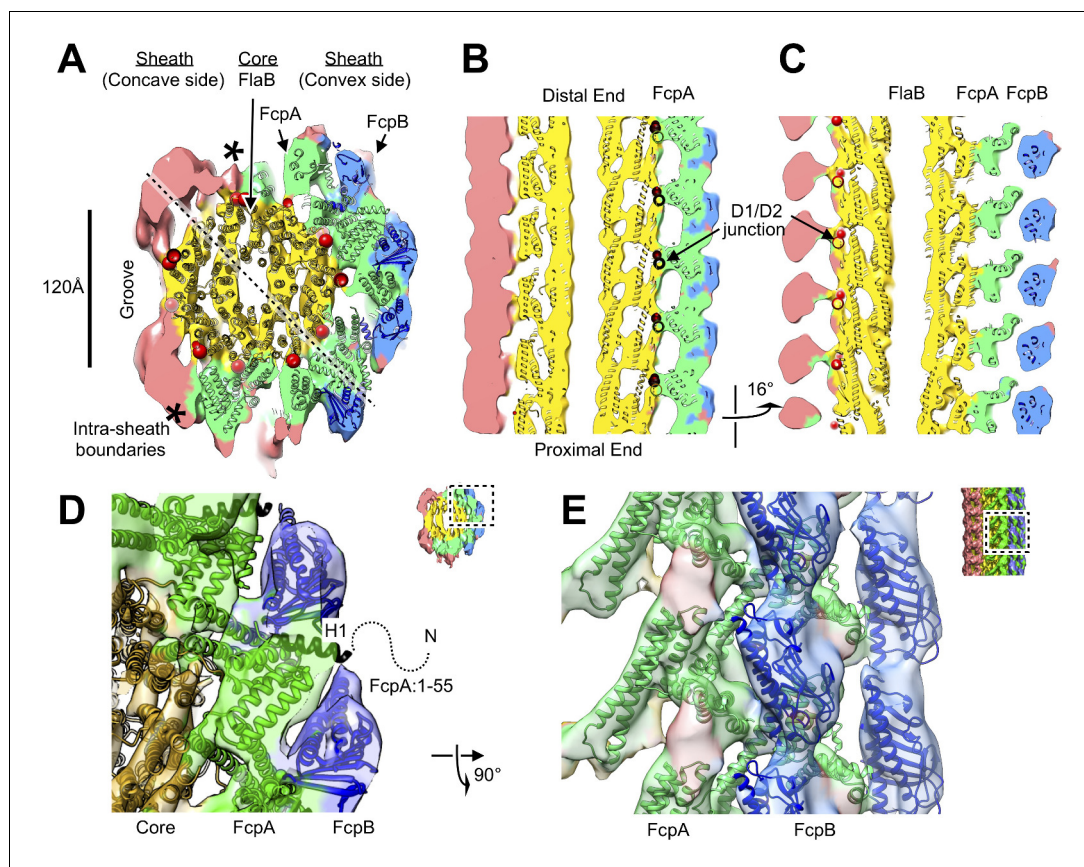 A
Sheath
(Concave side)
Core
FlaB
Sheath
(Convex side)
FcpA
FcpB
*
120Å
Groove
*
Intra-sheath
boundaries
B
Distal End
FcpA
D1/D2
junction
16°
Proximal End
C
FlaB
FcpA
FcpB
D
H1
N
FcpA:1-55
90°
Core
FcpA
FcpB
E
FcpA
FcpB